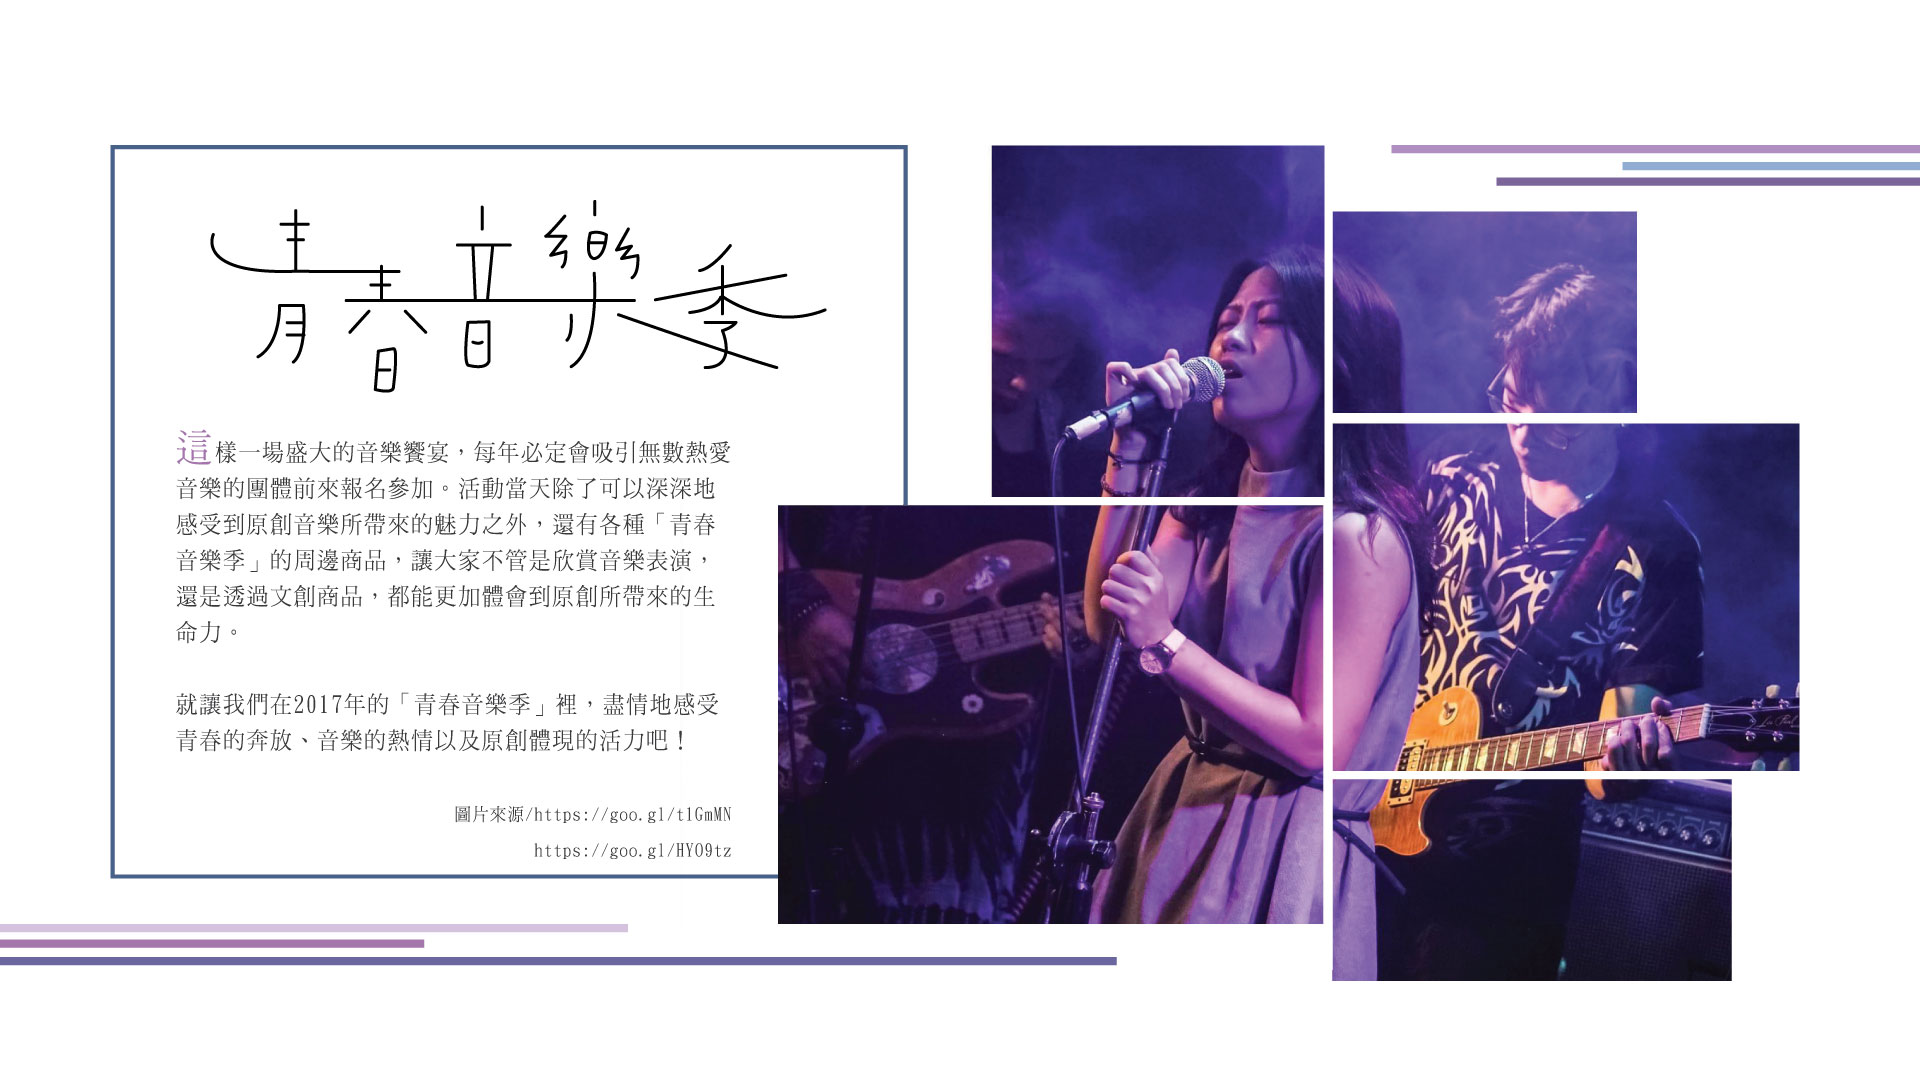 青春音樂季
這樣一場盛大的音樂饗宴，每年必定會吸引無數熱愛
音樂的團體前來報名參加。活動當天除了可以深深地
感受到原創音樂所帶來的魅力之外，還有各種「青春
音樂季」的周邊商品，讓大家不管是欣賞音樂表演，
還是透過文創商品，都能更加體會到原創所帶來的生
命力。
就讓我們在2017年的「青春音樂季」裡，盡情地感受
青春的奔放、音樂的熱情以及原創體現的活力吧！
圖片來源/https://goo.gl/t1GmMN
https://goo.gl/HYO9tz